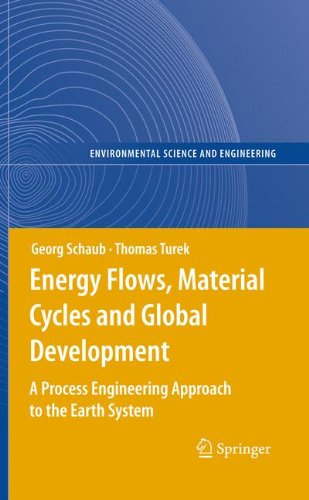 ENVIRONMENTAL SCIENCE AND ENGINEERING
Georg Schaub · Thomas Turek
Energy Flows, Material
Cycles and Global
Development
A Process Engineering Approach
to the Earth System
Springer